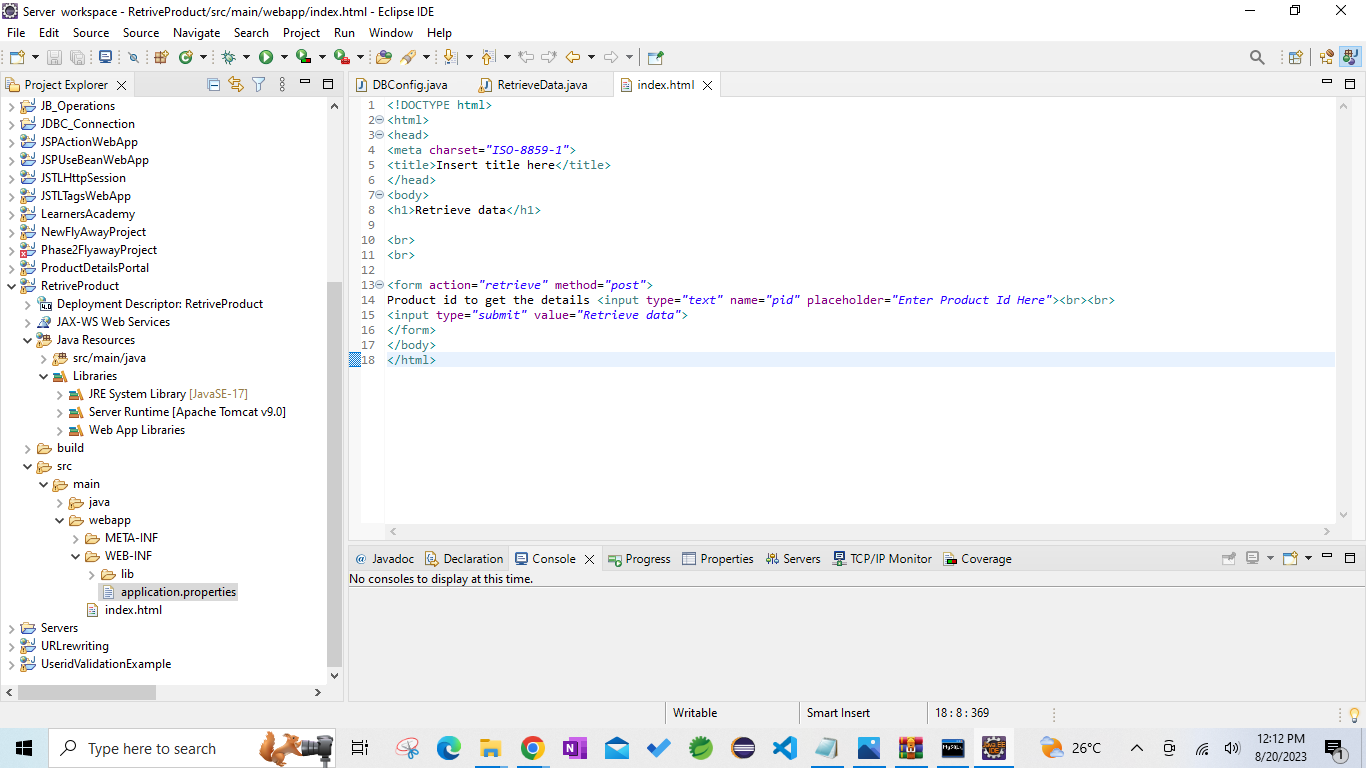 Server workspace - RetriveProduct/src/main/webapp/index.html - Eclipse IDE
File Edit Source Source Navigate Search Project Run Window Help
Project Explorer
JB_Operations
JDBC_Connection
JSPActionWebApp
JSPUseBeanWebApp
JSTLHttpSession
JSTLTagsWebApp
LearnersAcademy
NewFlyAwayProject
Phase2FlyawayProject
ProductDetailsPortal
RetriveProduct
Deployment Descriptor: RetriveProduct
JAX-WS Web Services
Java Resources
src/main/java
Libraries
JRE System Library [JavaSE-17]
Server Runtime [Apache Tomcat v9.0]
Web App Libraries
build
src
main
java
webapp
META-INF
WEB-INF
lib
application.properties
index.html
Servers
URLrewriting
UseridValidationExample
DBConfig.java RetrieveData.java index.html
1 <!DOCTYPE html>
2 <html>
3 <head>
4 <meta charset="ISO-8859-1">
5 <title>Insert title here</title>
6 </head>
7 <body>
8 <h1>Retrieve data</h1>
9
10 <br>
11 <br>
12
13 <form action="retrieve" method="post">
14 Product id to get the details <input type="text" name="pid" placeholder="Enter Product Id Here"><br><br>
15 <input type="submit" value="Retrieve data">
16 </form>
17 </body>
18 </html>
@ Javadoc Declaration Console Progress Properties Servers TCP/IP Monitor Coverage
No consoles to display at this time.
Writable Smart Insert 18 : 8 : 369
Type here to search
26°C
12:12 PM
8/20/2023
1